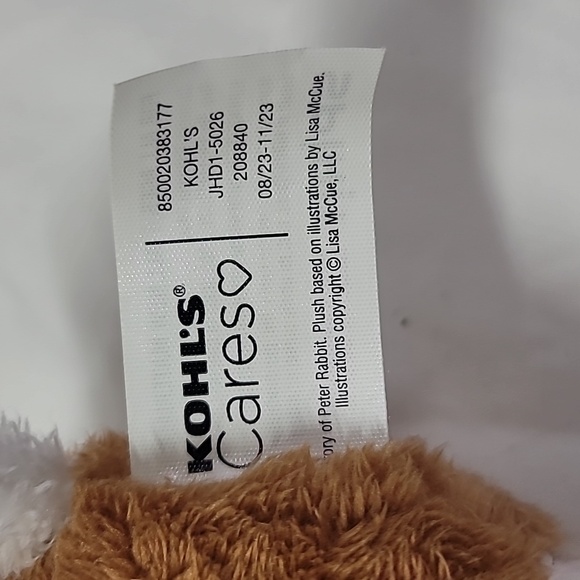 KOHL'S®
Cares♡
850020383177
KOHL'S
JHD1-5026
208840
08/23-11/23
ory of Peter Rabbit. Plush based on illustrations by Lisa McCue.
Illustrations copyright © Lisa McCue, LLC